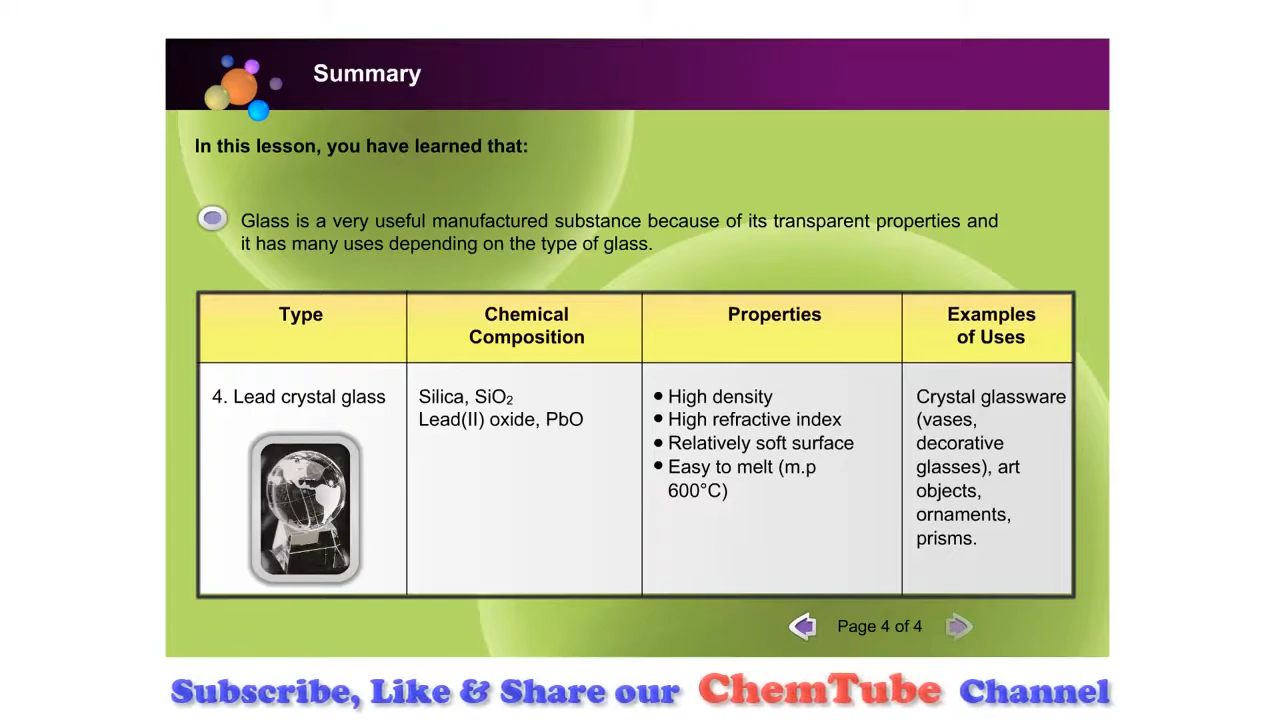 Summary
In this lesson, you have learned that:
Glass is a very useful manufactured substance because of its transparent properties and
it has many uses depending on the type of glass.
Type
Chemical
Composition
Properties
Examples
of Uses
4. Lead crystal glass
Silica, SiO₂
Lead(II) oxide, PbO
• High density
• High refractive index
• Relatively soft surface
• Easy to melt (m.p
600°C)
Crystal glassware
(vases,
decorative
glasses), art
objects,
ornaments,
prisms.
Page 4 of 4
Subscribe, Like & Share our ChemTube Channel